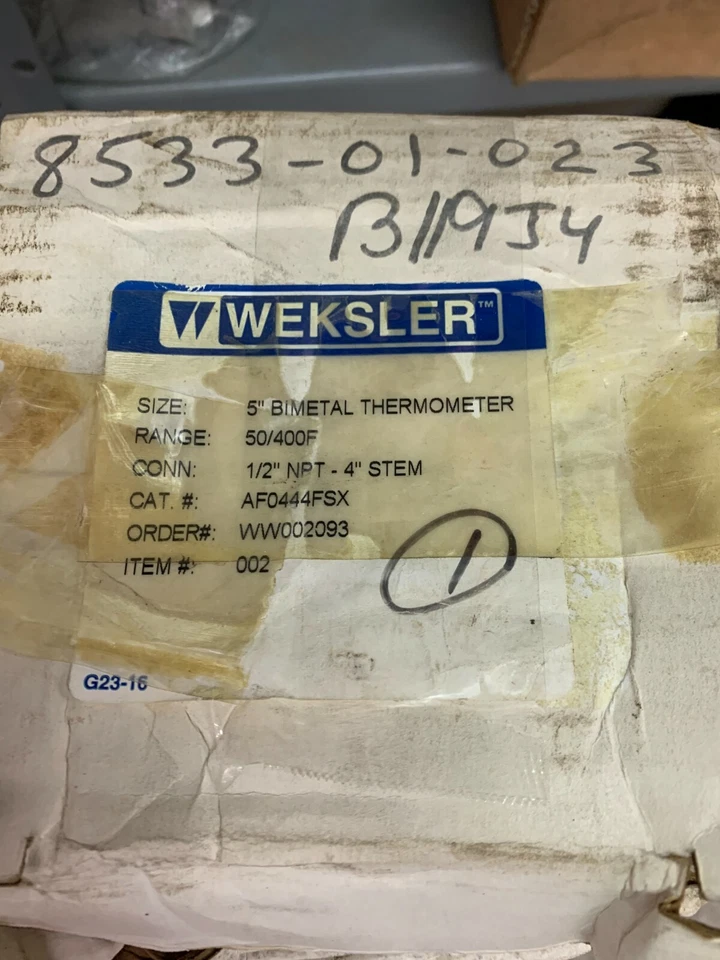 8533-01-023
B119J4
WEKSLER™
SIZE: 5" BIMETAL THERMOMETER
RANGE: 50/400F
CONN: 1/2" NPT - 4" STEM
CAT. #: AF0444FSX
ORDER#: WW002093
ITEM #: 002
1
G23-16